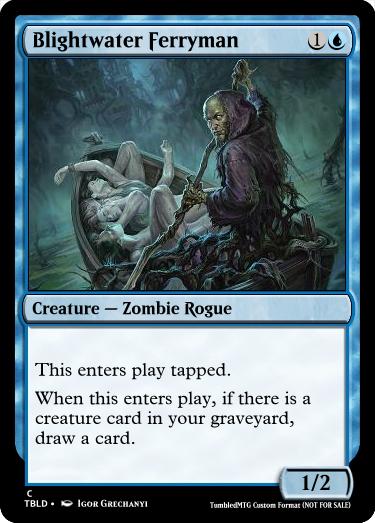 Blightwater Ferryman 1
Creature — Zombie Rogue
This enters play tapped.
When this enters play, if there is a
creature card in your graveyard,
draw a card.
1/2
C
TBLD • Igor Grechanyi
TumbledMTG Custom Format (NOT FOR SALE)